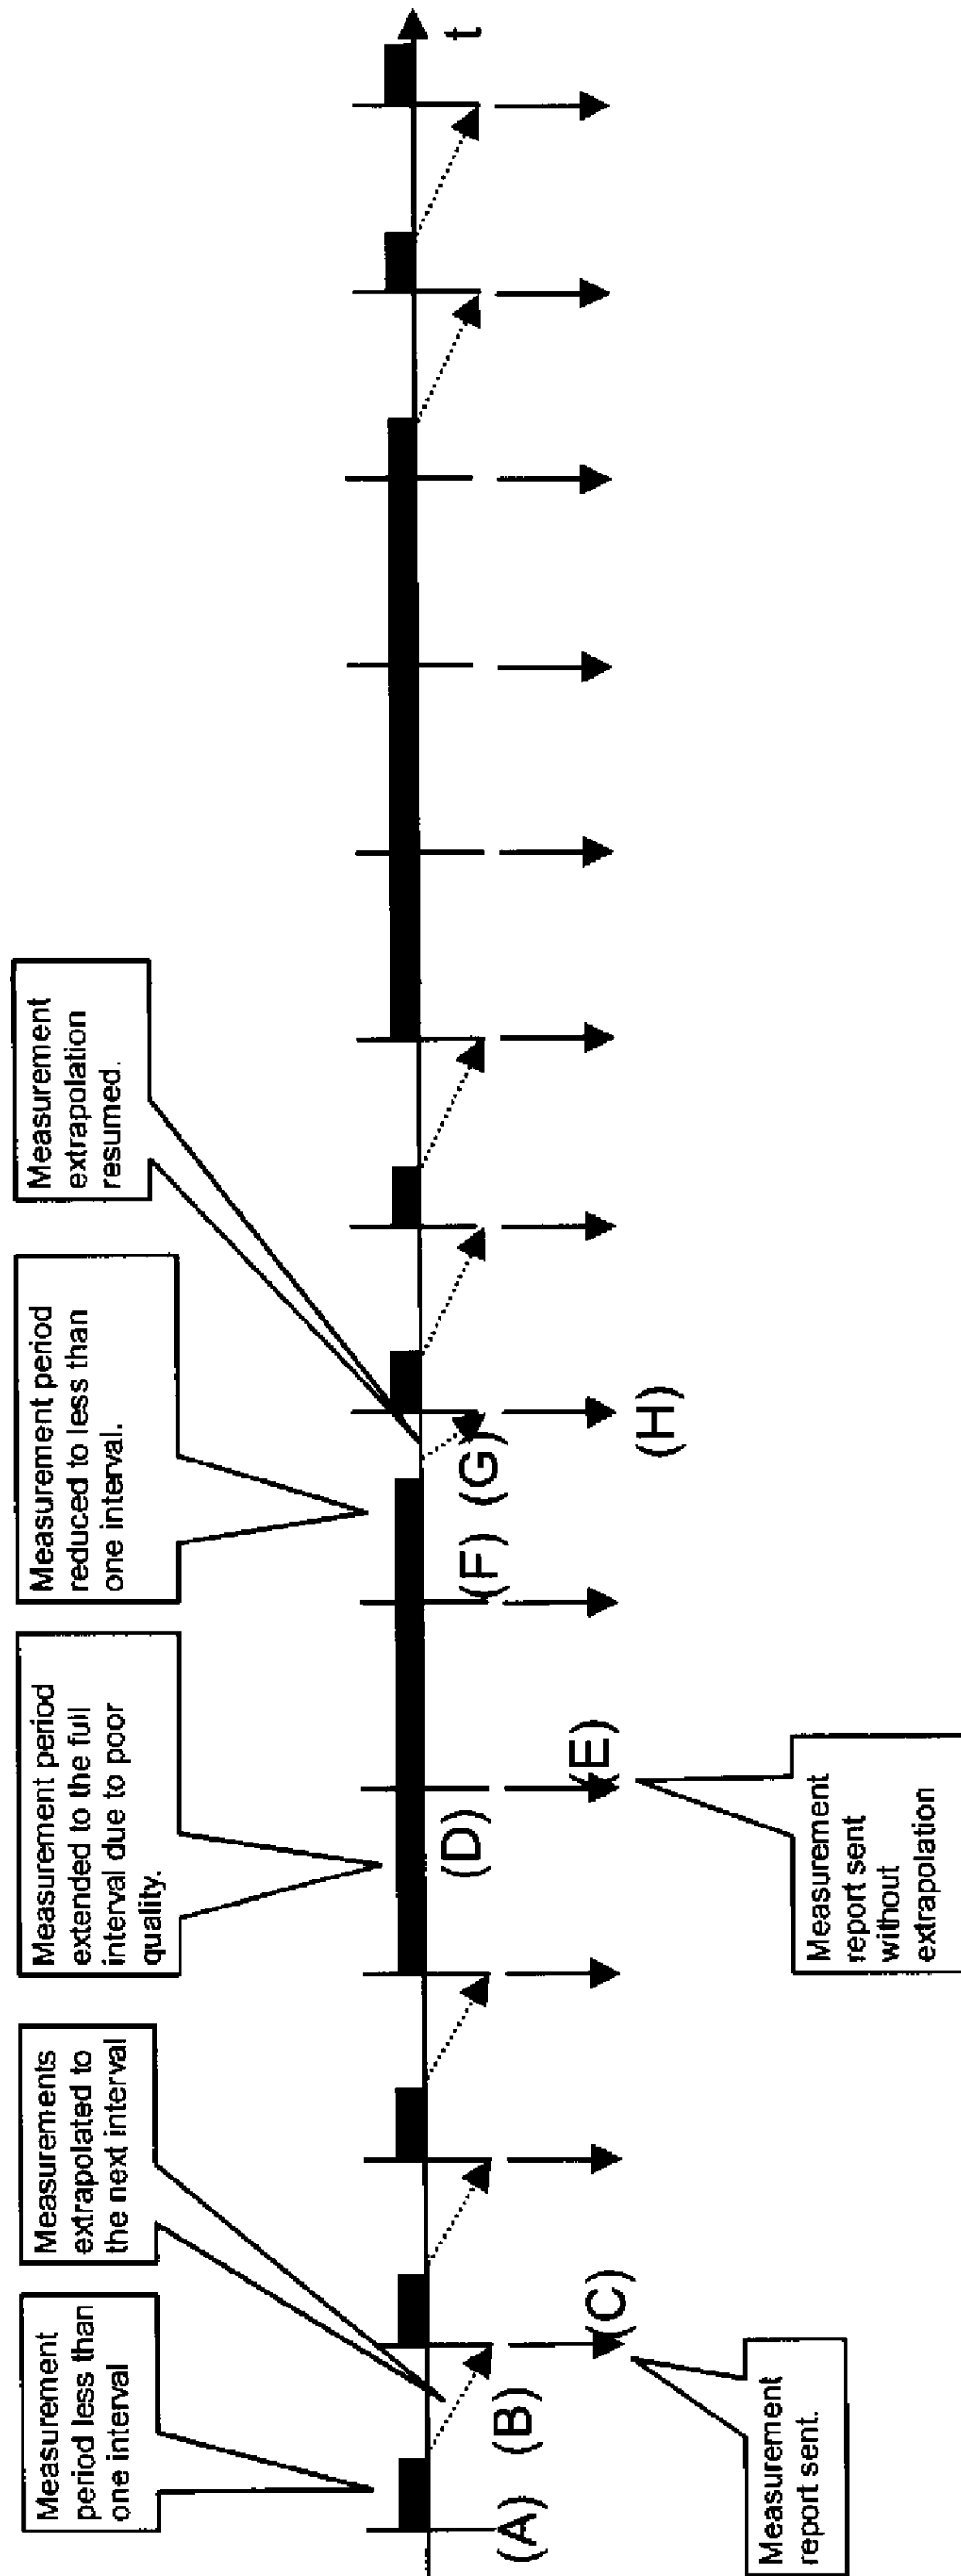 Measurement
period less than
one interval
Measurements
extrapolated to
the next interval
Measurement period
extended to the full
interval due to poor
quality.
Measurement period
reduced to less than
one interval.
Measurement
extrapolation
resumed.
t
(A)
(B)
(C)
(D)
(E)
(F)
(G)
(H)
Measurement
report sent.
Measurement
report sent
without
extrapolation